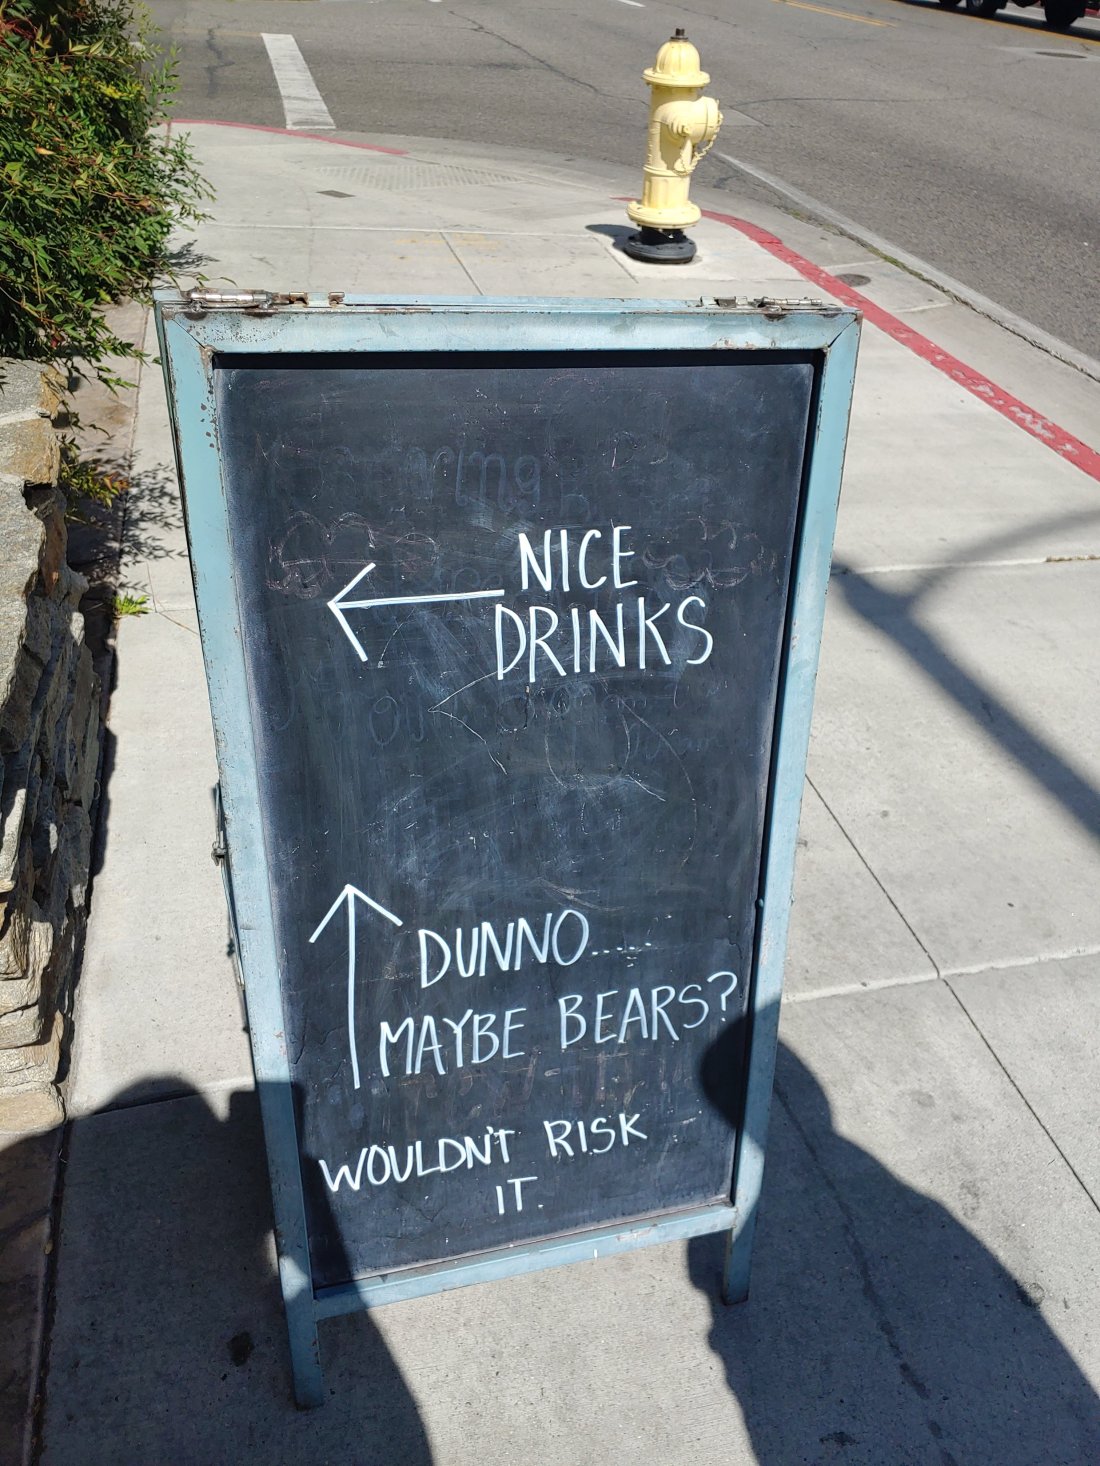 NICE
DRINKS
DUNNO......
MAYBE BEARS?
WOULDN'T RISK
IT.